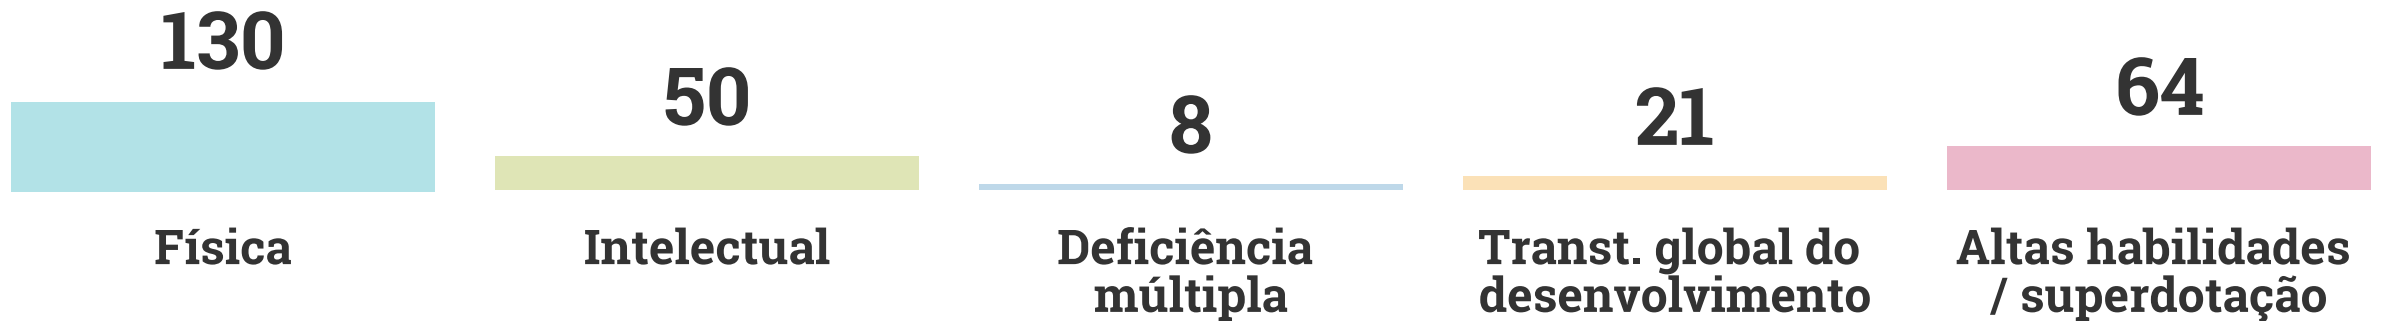 130
Física
50
Intelectual
8
Deficiência
múltipla
21
Transt. global do
desenvolvimento
64
Altas habilidades
/ superdotação